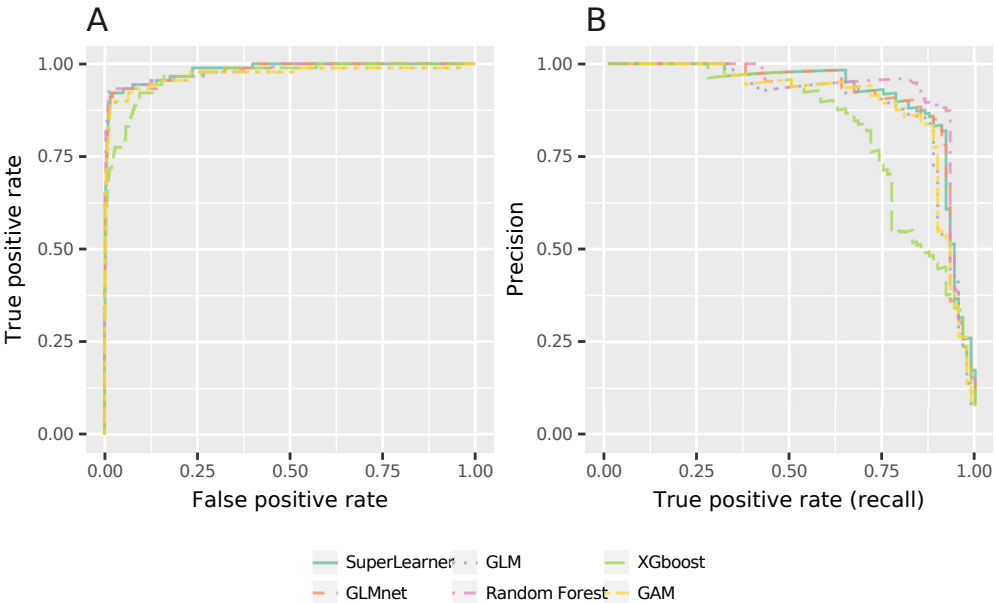 A
B
True positive rate
1.00
0.75
0.50
0.25
0.00
0.00 0.25 0.50 0.75 1.00
False positive rate
Precision
1.00
0.75
0.50
0.25
0.00
0.00 0.25 0.50 0.75 1.00
True positive rate (recall)
SuperLearner GLM XGboost
GLMnet Random Forest GAM